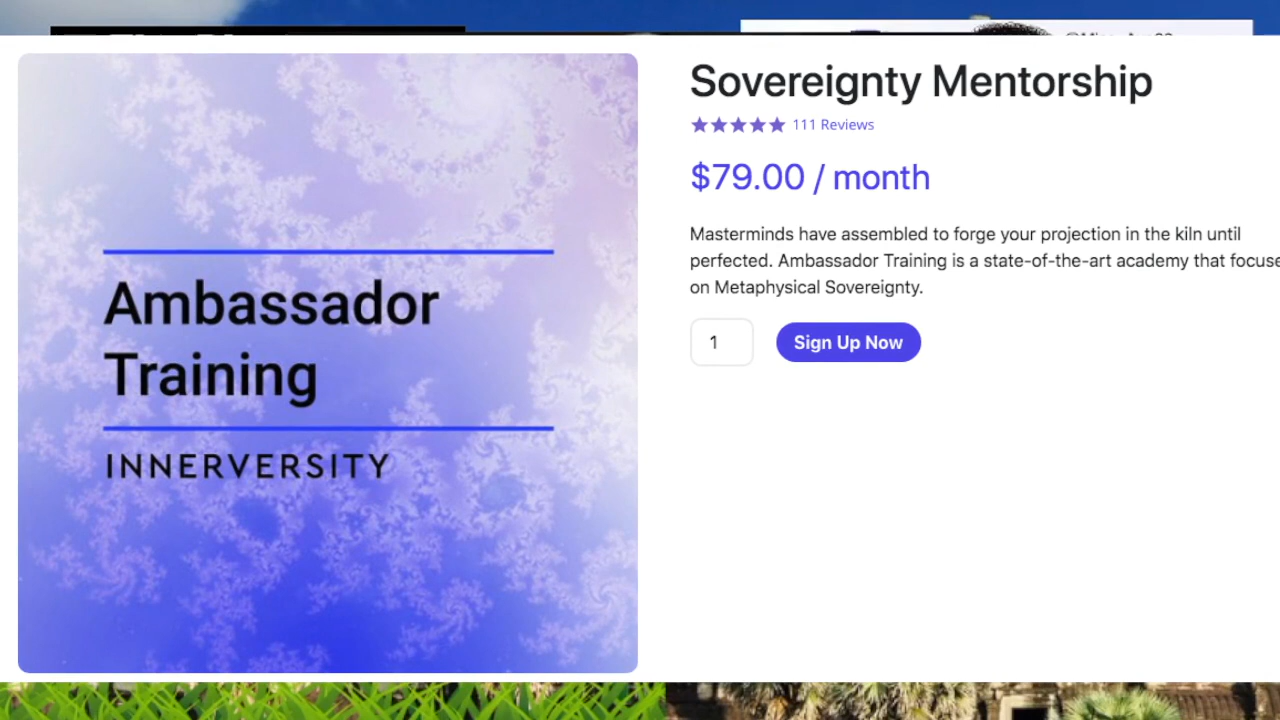 Sovereignty Mentorship
111 Reviews
$79.00 / month
Masterminds have assembled to forge your projection in the kiln until
perfected. Ambassador Training is a state-of-the-art academy that focuse
on Metaphysical Sovereignty.
1
Sign Up Now
Ambassador
Training
INNERVERSITY